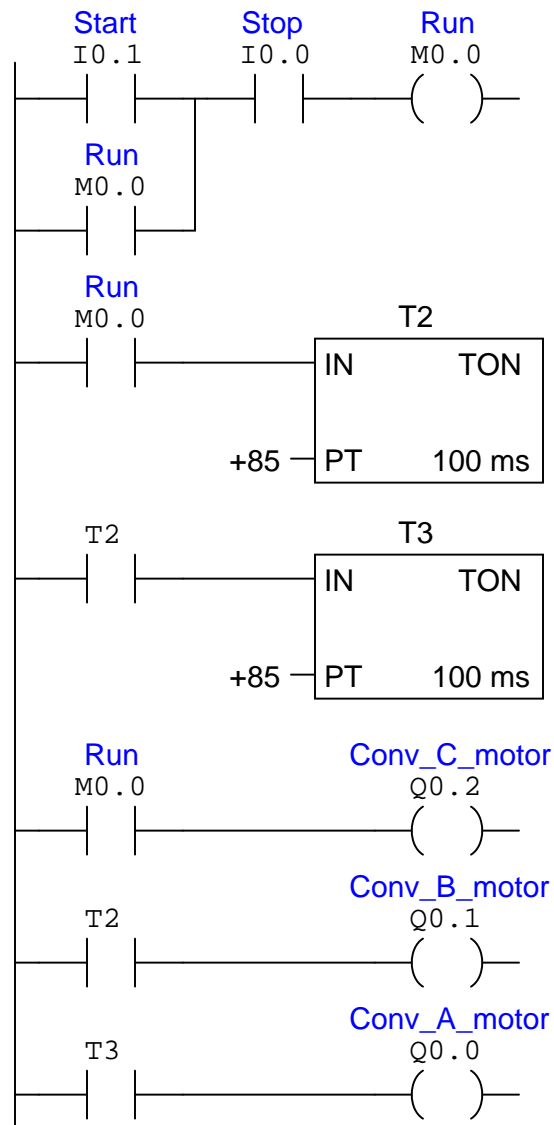 Start Stop Run
I0.1 I0.0 M0.0
Run
M0.0
Run
M0.0
T2
IN TON
+85 PT 100 ms
T2
T3
IN TON
+85 PT 100 ms
Run Conv_C_motor
M0.0 Q0.2
Conv_B_motor
T2 Q0.1
Conv_A_motor
T3 Q0.0